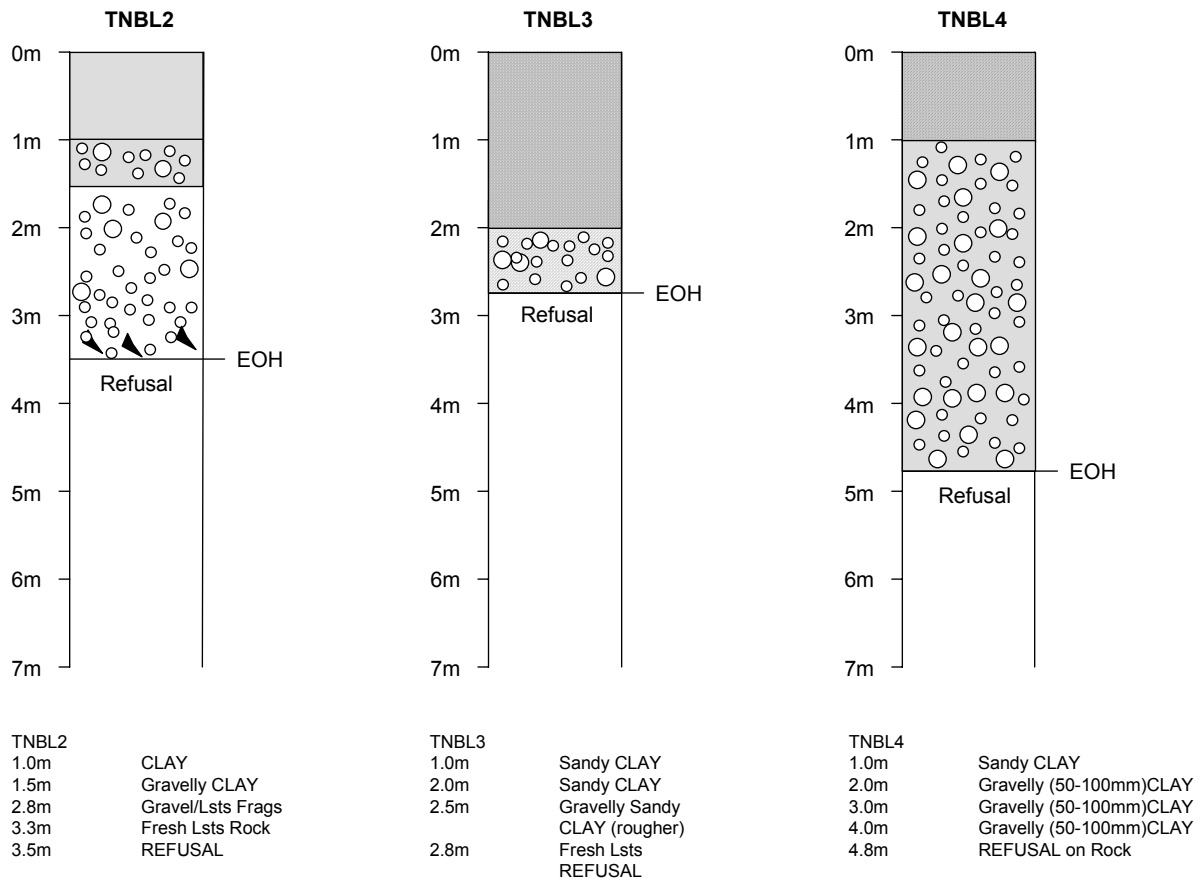 TNBL2
0m
1m
2m
3m
4m
5m
6m
7m
EOH
Refusal
TNBL3
0m
1m
2m
3m
4m
5m
6m
7m
EOH
Refusal
TNBL4
0m
1m
2m
3m
4m
5m
6m
7m
EOH
Refusal
TNBL2
1.0m CLAY
1.5m Gravelly CLAY
2.8m Gravel/Lsts Frags
3.3m Fresh Lsts Rock
3.5m REFUSAL
TNBL3
1.0m Sandy CLAY
2.0m Sandy CLAY
2.5m Gravelly Sandy
CLAY (rougher)
2.8m Fresh Lsts
REFUSAL
TNBL4
1.0m Sandy CLAY
2.0m Gravelly (50-100mm)CLAY
3.0m Gravelly (50-100mm)CLAY
4.0m Gravelly (50-100mm)CLAY
4.8m REFUSAL on Rock